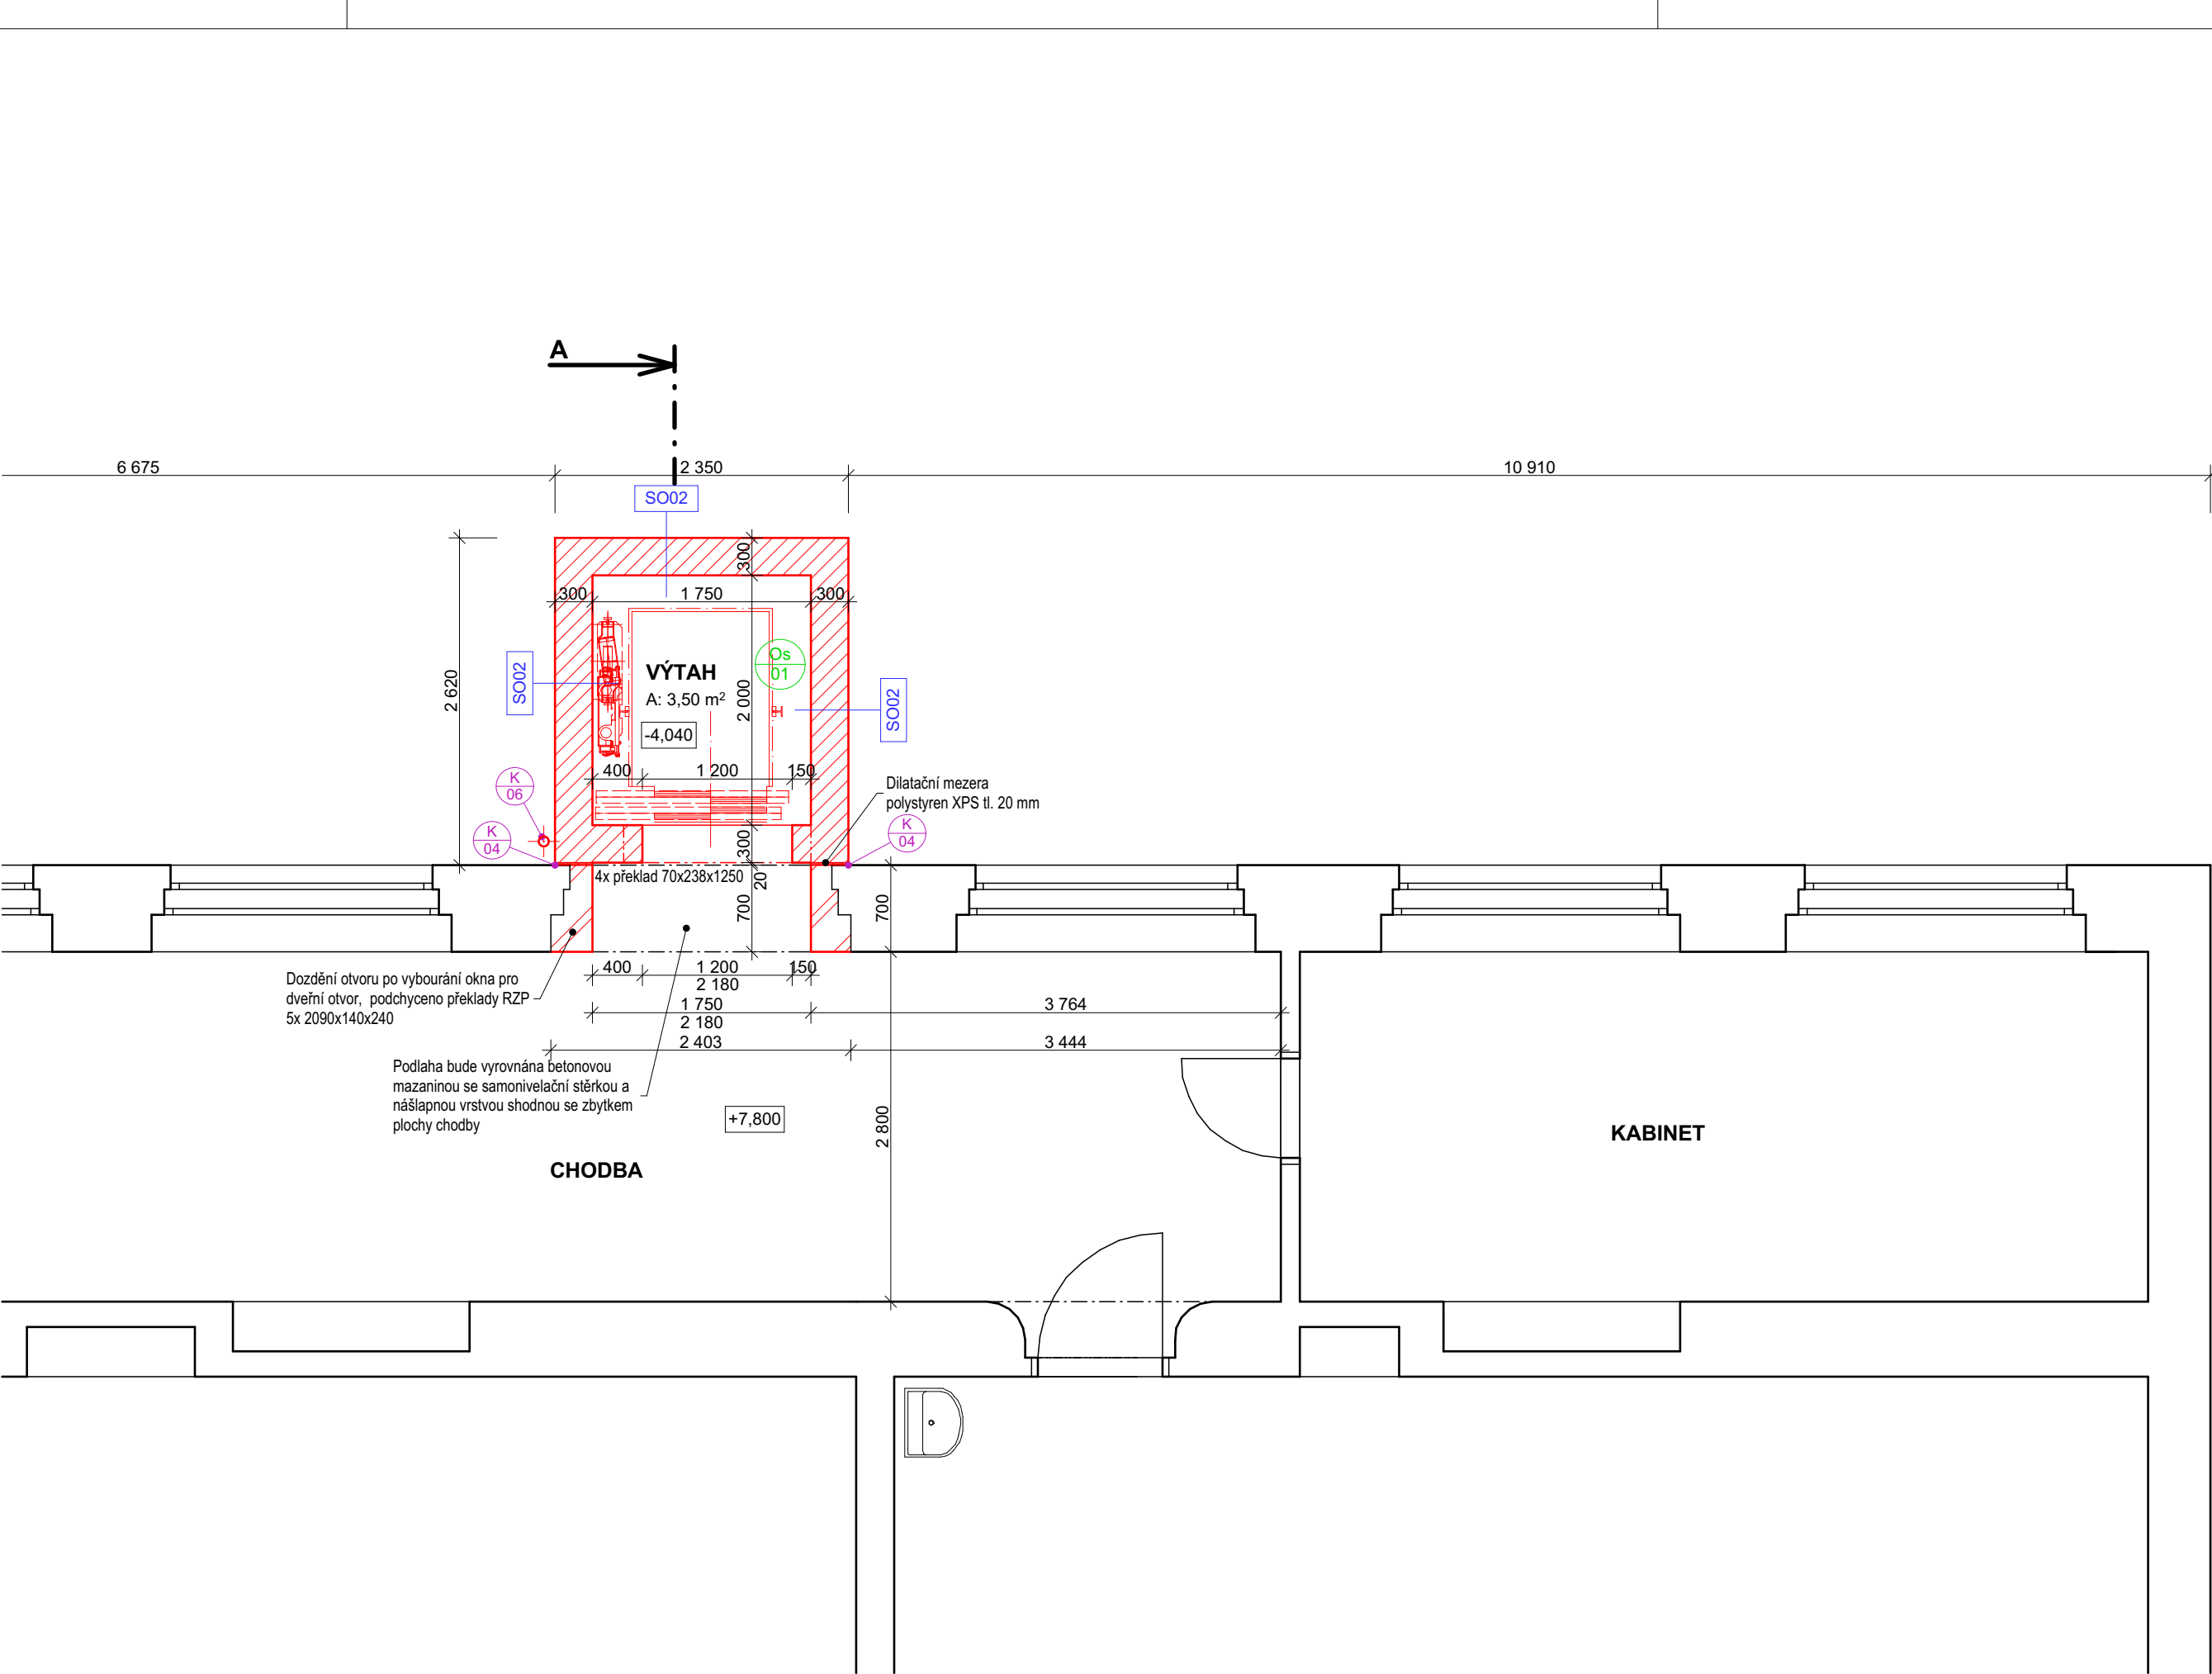 A
6 675
2 350
10 910
SO02
300
300
1 750
300
2 620
SO02
VÝTAH
Os
01
A: 3,50 m²
2 000
SO02
-4,040
400
1 200
150
K
06
Dilatační mezera
polystyren XPS tl. 20 mm
K
04
K
04
300
4x překlad 70x238x1250
20
700
700
400
1 200
150
2 180
Dozdění otvoru po vybourání okna pro
dveřní otvor, podchyceno překlady RZP
5x 2090x140x240
1 750
3 764
2 180
2 403
3 444
Podlaha bude vyrovnána betonovou
mazaninou se samonivelační stěrkou a
nášlapnou vrstvou shodnou se zbytkem
plochy chodby
+7,800
2 800
KABINET
CHODBA